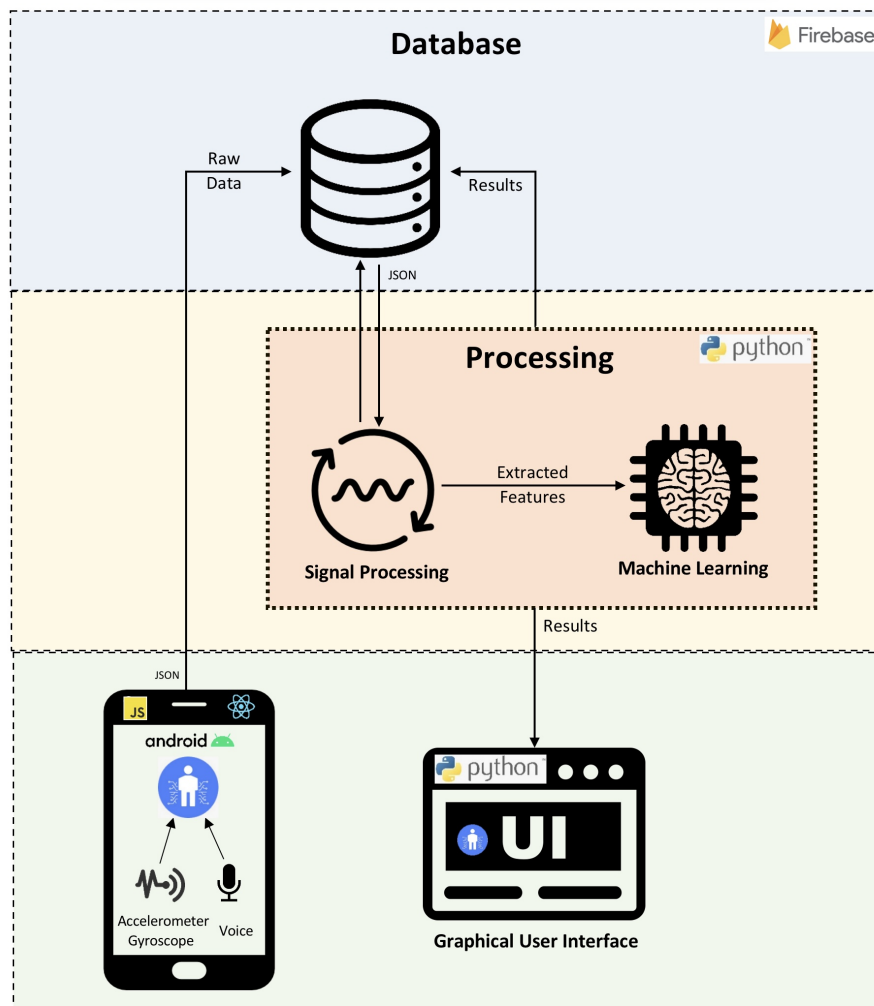 Database
Firebase
Raw
Data
Results
JSON
Processing
python
Extracted
Features
Signal Processing
Machine Learning
Results
JSON
JS
android
python
UI
Accelerometer
Gyroscope
Voice
Graphical User Interface